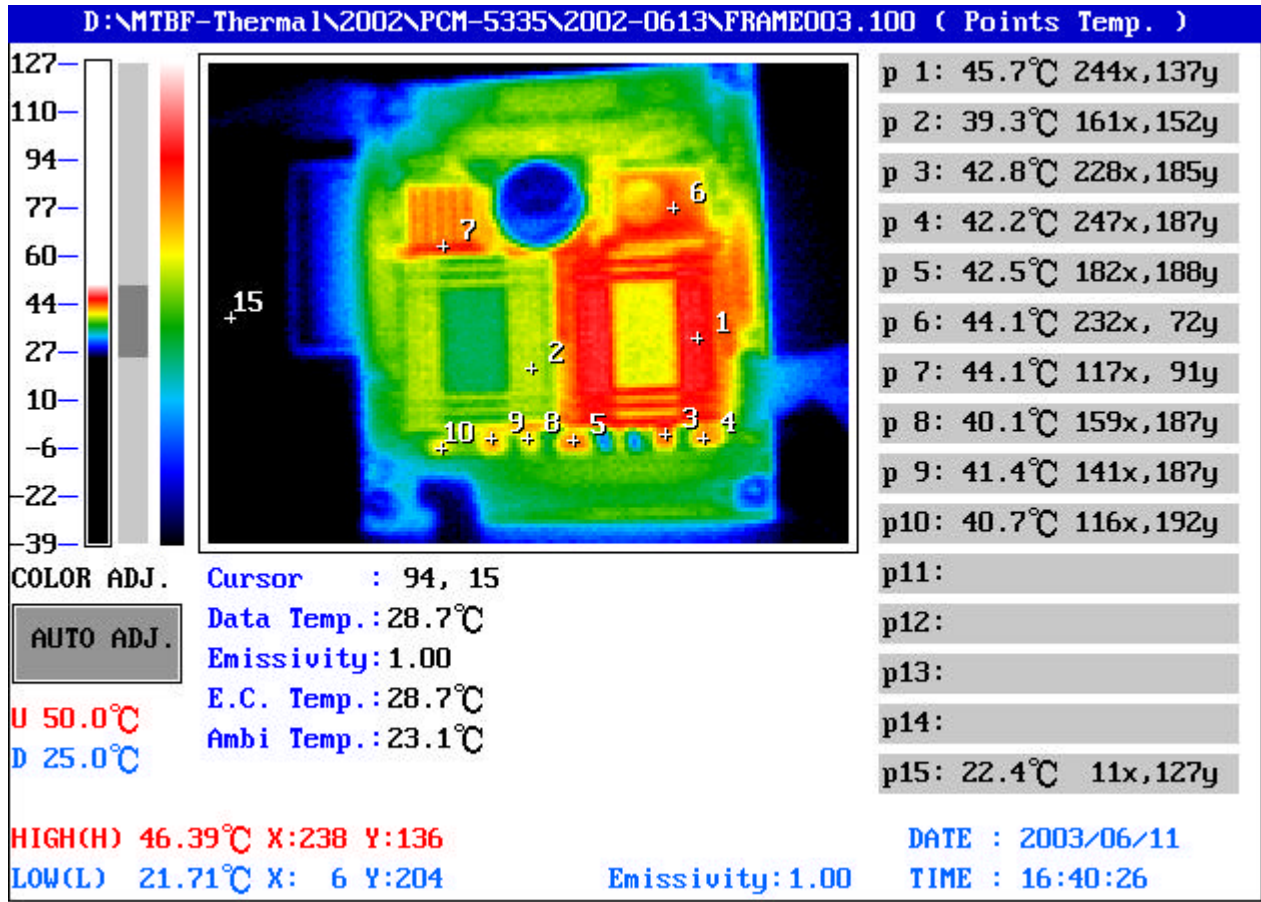 D:\MTBF-Thermal\2002\PCM-5335\2002-0613\FRAME003.100 ( Points Temp. )
127
110
94
77
60
44
27
10
-6
-22
-39
6
7
15
1
2
10 9 8 5 3 4
p 1: 45.7℃ 244x,137y
p 2: 39.3℃ 161x,152y
p 3: 42.8℃ 228x,185y
p 4: 42.2℃ 247x,187y
p 5: 42.5℃ 182x,188y
p 6: 44.1℃ 232x, 72y
p 7: 44.1℃ 117x, 91y
p 8: 40.1℃ 159x,187y
p 9: 41.4℃ 141x,187y
p10: 40.7℃ 116x,192y
p11:
p12:
p13:
p14:
p15: 22.4℃ 11x,127y
COLOR ADJ.
AUTO ADJ.
U 50.0℃
D 25.0℃
Cursor : 94, 15
Data Temp.:28.7℃
Emissivity:1.00
E.C. Temp.:28.7℃
Ambi Temp.:23.1℃
HIGH(H) 46.39℃ X:238 Y:136
LOW(L) 21.71℃ X: 6 Y:204
Emissivity:1.00
DATE : 2003/06/11
TIME : 16:40:26